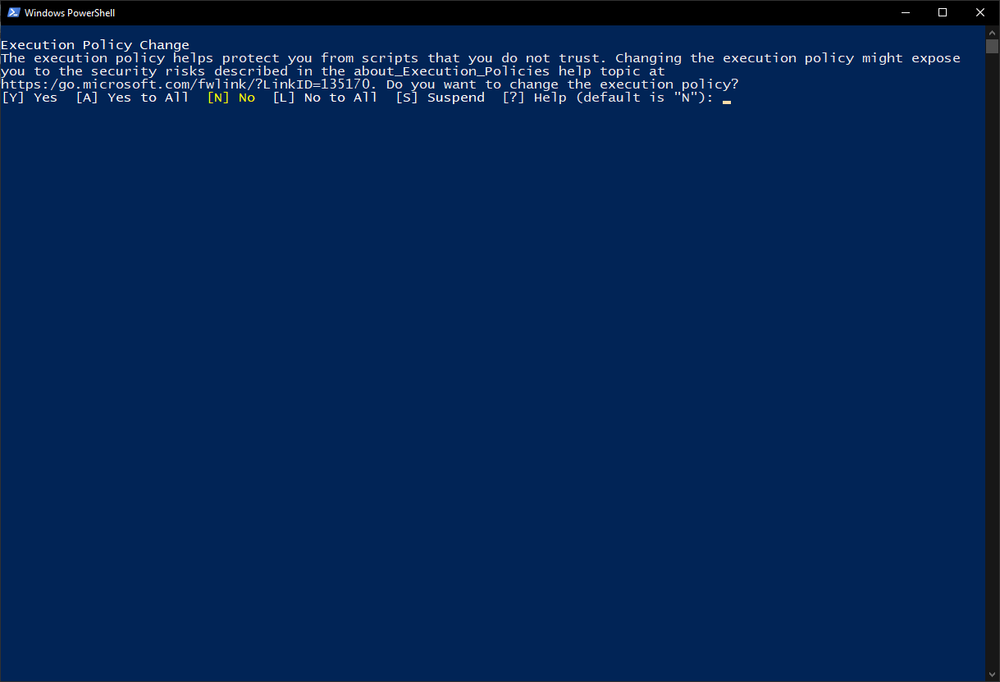 Windows PowerShell
Execution Policy Change
The execution policy helps protect you from scripts that you do not trust. Changing the execution policy might expose
you to the security risks described in the about_Execution_Policies help topic at
https:/go.microsoft.com/fwlink/?LinkID=135170. Do you want to change the execution policy?
[Y] Yes  [A] Yes to All  [N] No  [L] No to All  [S] Suspend  [?] Help (default is "N"):